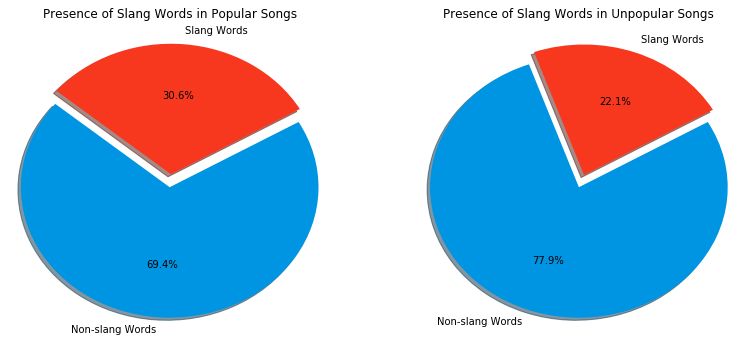 Presence of Slang Words in Popular Songs
Slang Words
30.6%
69.4%
Non-slang Words
Presence of Slang Words in Unpopular Songs
Slang Words
22.1%
77.9%
Non-slang Words